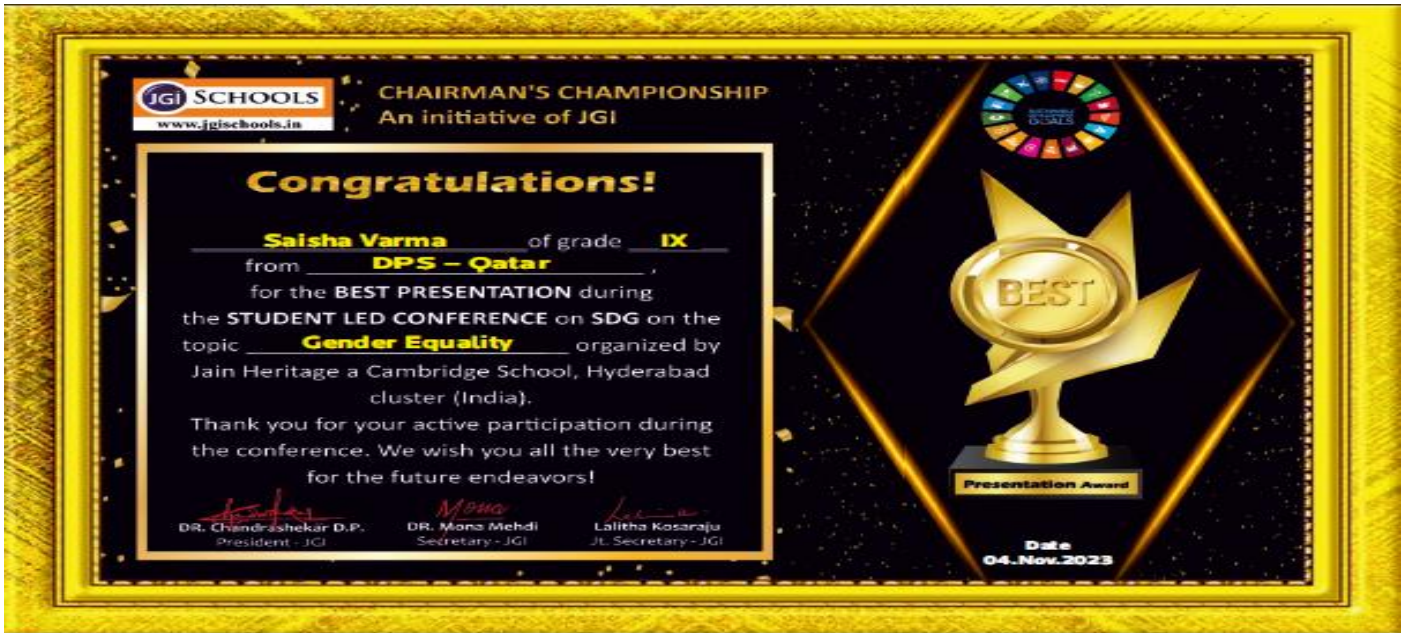 JGI SCHOOLS
www.jgischools.in
CHAIRMAN'S CHAMPIONSHIP
An initiative of JGI
Congratulations!
Saisha Varma of grade IX
from DPS – Qatar ,
for the BEST PRESENTATION during
the STUDENT LED CONFERENCE on SDG on the
topic Gender Equality organized by
Jain Heritage a Cambridge School, Hyderabad
cluster (India).
Thank you for your active participation during
the conference. We wish you all the very best
for the future endeavors!
Mona
DR. Chandrashekar D.P. DR. Mona Mehdi Lalitha Kosaraju
President - JGI Secretary - JGI Jt. Secretary - JGI
GOALS
BEST
Presentation Award
Date
04.Nov.2023